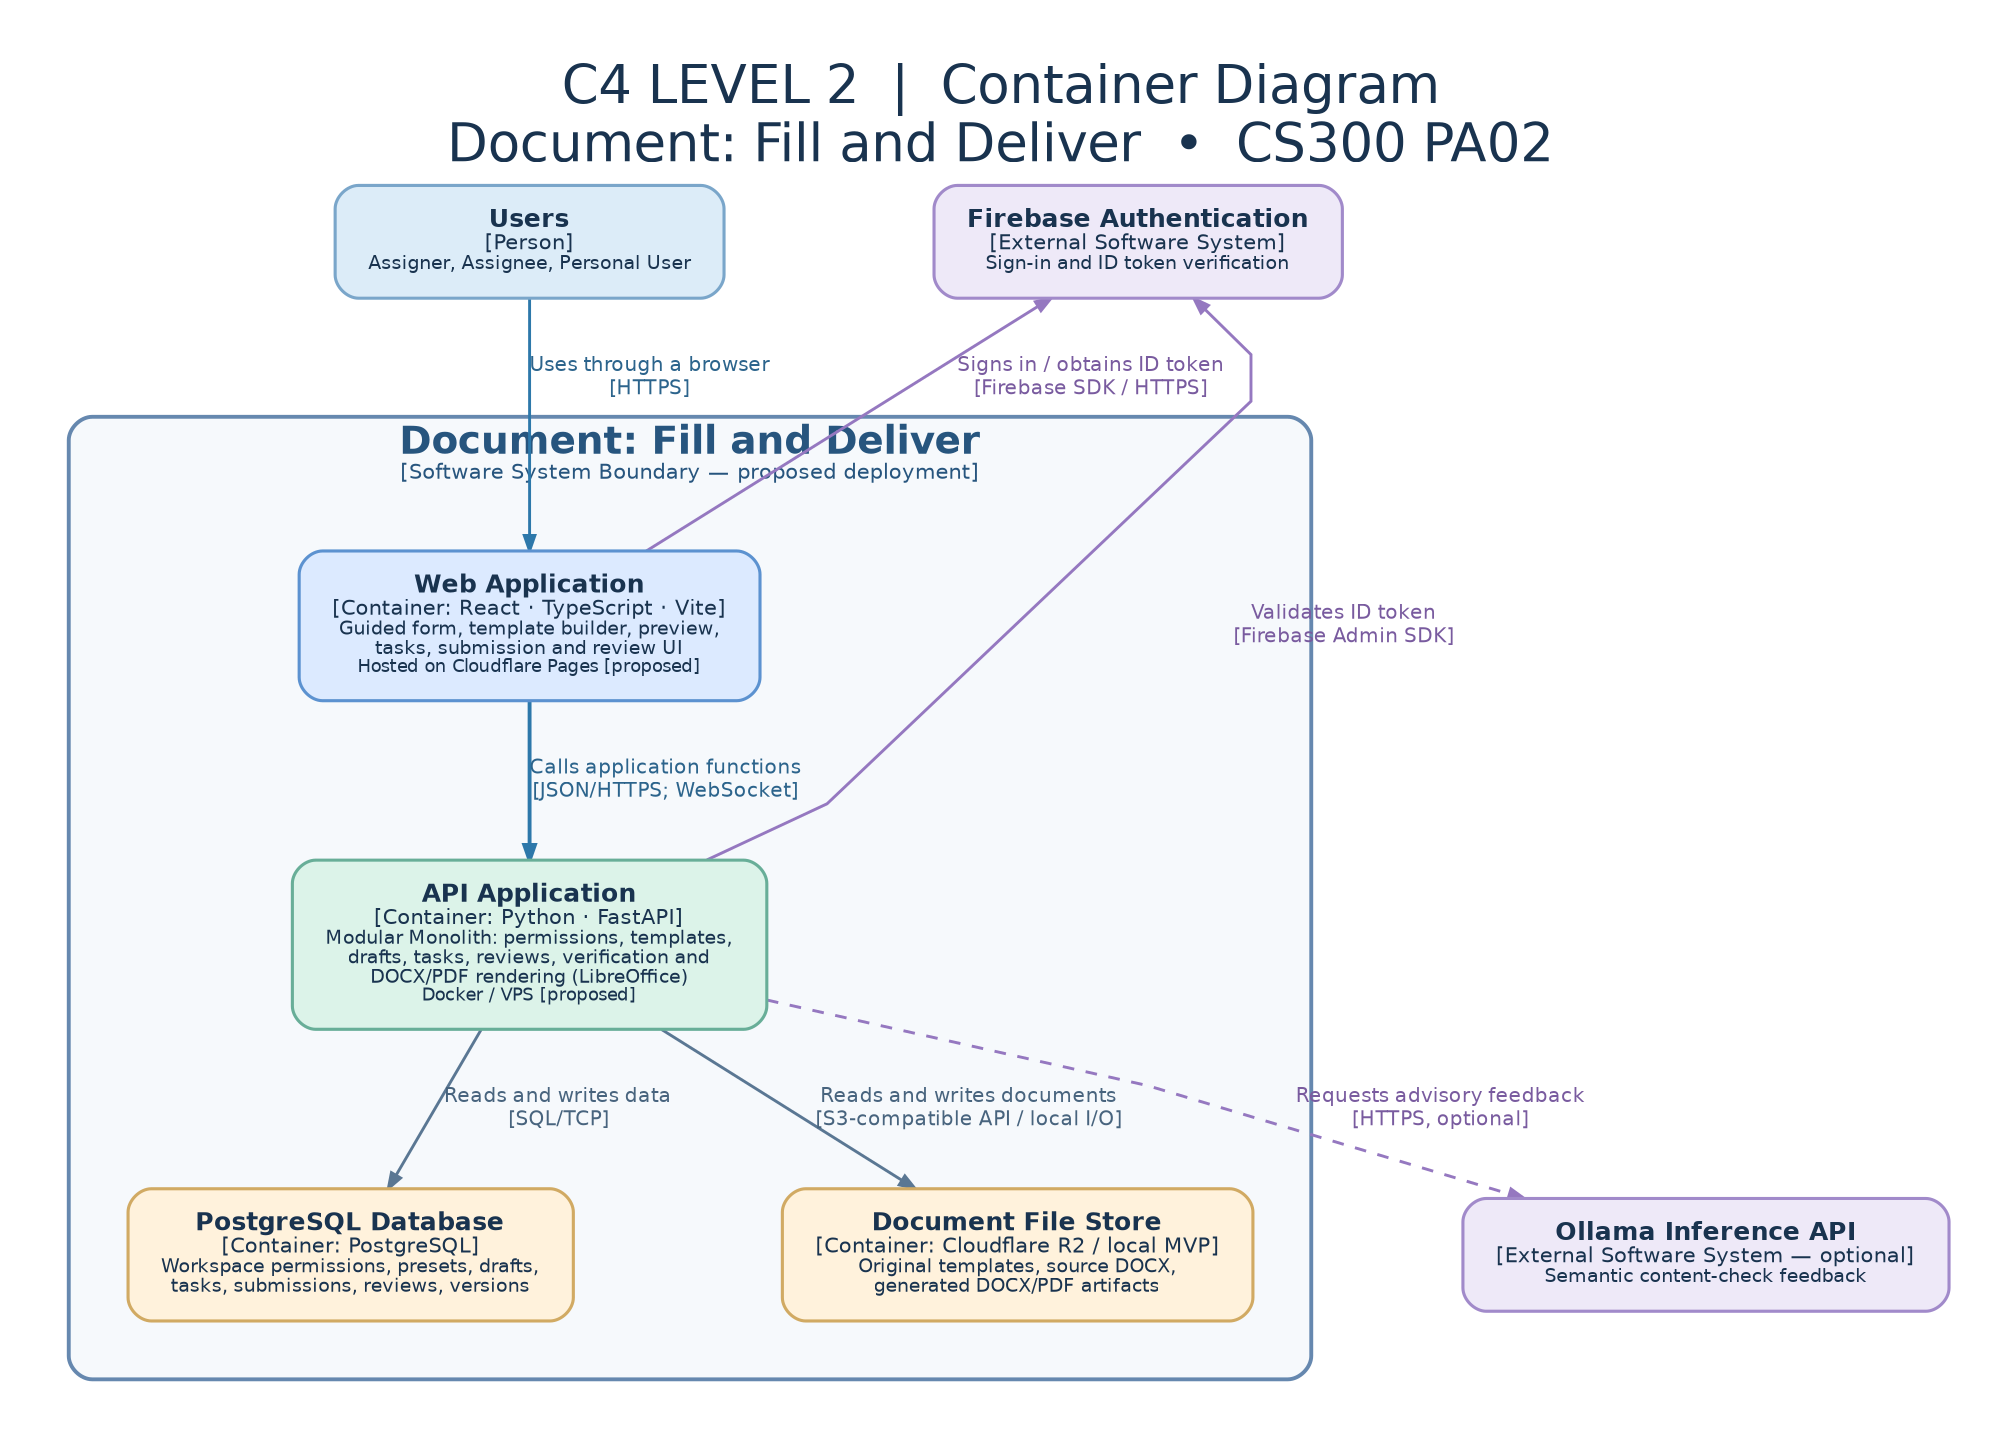 C4 LEVEL 2 | Container Diagram
Document: Fill and Deliver • CS300 PA02
Users
[Person]
Assigner, Assignee, Personal User
Firebase Authentication
[External Software System]
Sign-in and ID token verification
Uses through a browser
[HTTPS]
Signs in / obtains ID token
[Firebase SDK / HTTPS]
Document: Fill and Deliver
[Software System Boundary — proposed deployment]
Web Application
[Container: React · TypeScript · Vite]
Guided form, template builder, preview,
tasks, submission and review UI
Hosted on Cloudflare Pages [proposed]
Validates ID token
[Firebase Admin SDK]
Calls application functions
[JSON/HTTPS; WebSocket]
API Application
[Container: Python · FastAPI]
Modular Monolith: permissions, templates,
drafts, tasks, reviews, verification and
DOCX/PDF rendering (LibreOffice)
Docker / VPS [proposed]
Reads and writes data
[SQL/TCP]
Reads and writes documents
[S3-compatible API / local I/O]
Requests advisory feedback
[HTTPS, optional]
PostgreSQL Database
[Container: PostgreSQL]
Workspace permissions, presets, drafts,
tasks, submissions, reviews, versions
Document File Store
[Container: Cloudflare R2 / local MVP]
Original templates, source DOCX,
generated DOCX/PDF artifacts
Ollama Inference API
[External Software System — optional]
Semantic content-check feedback